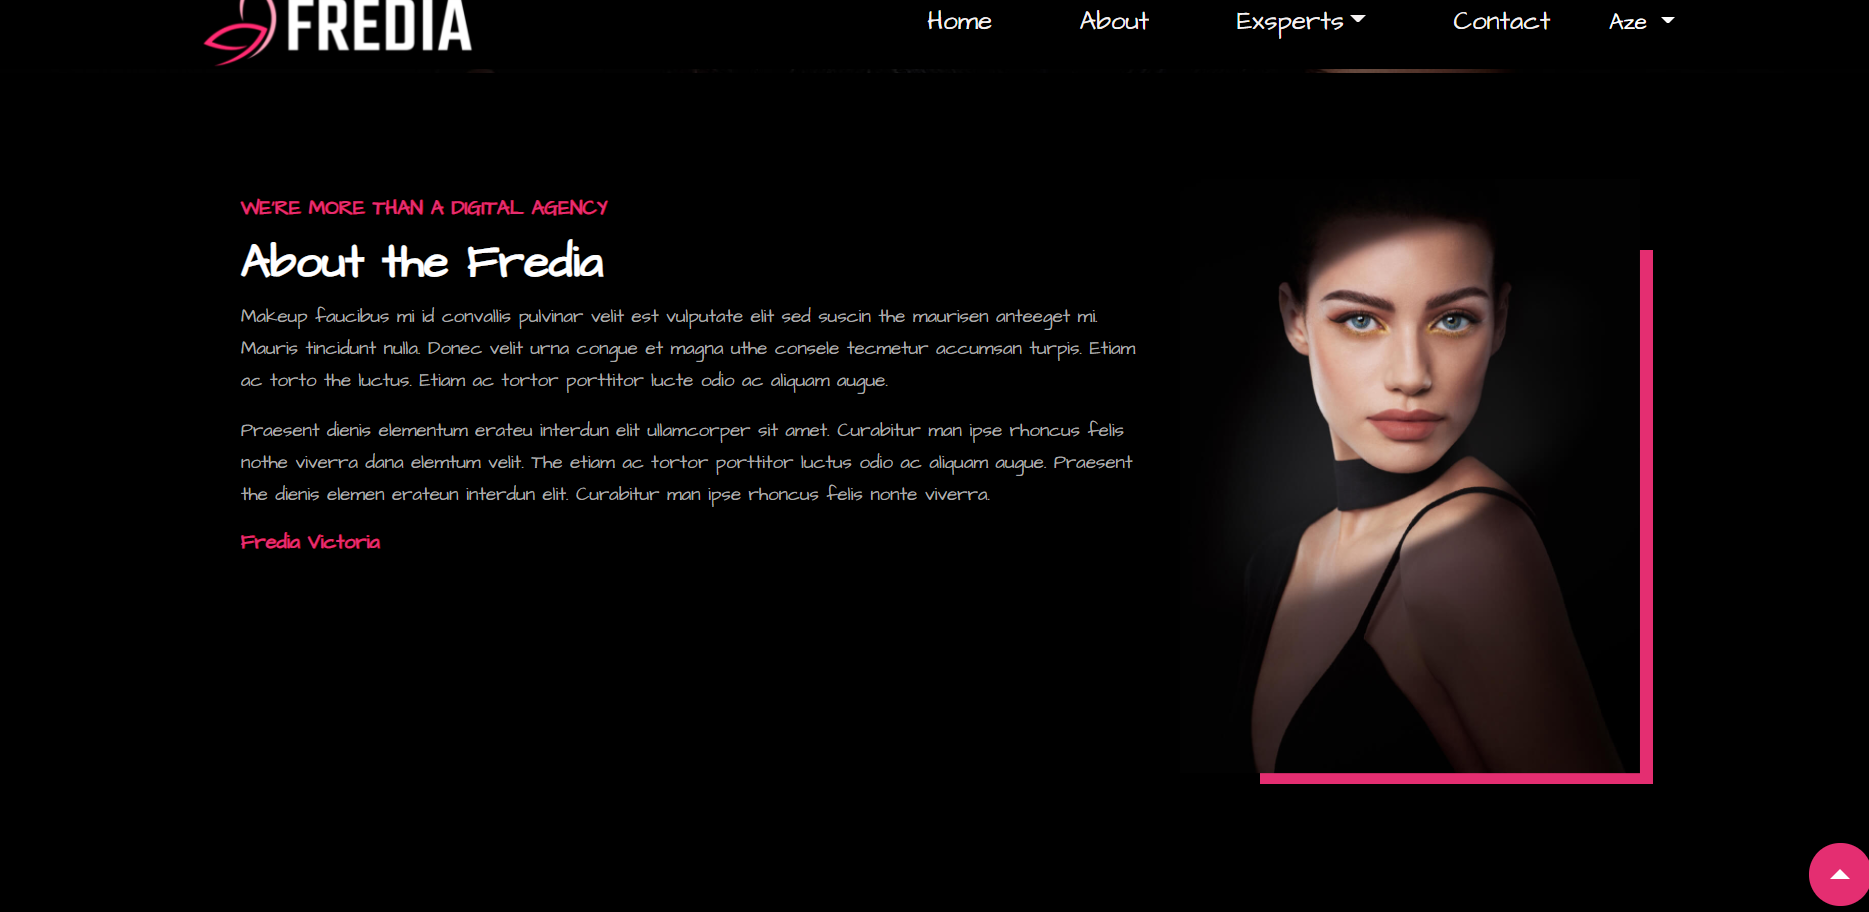 FREDIA
Home
About
Exsperts
Contact
Aze
WE'RE MORE THAN A DIGITAL AGENCY
About the Fredia
Makeup faucibus mi id convallis pulvinar velit est vulputate elit sed suscin the maurisen anteeget mi.
Mauris tincidunt nulla. Donec velit urna congue et magna uthe consele tecmetur accumsan turpis. Etiam
ac torto the luctus. Etiam ac tortor porttitor lucte odio ac aliquam augue.
Praesent dienis elementum erateu interdun elit ullamcorper sit amet. Curabitur man ipse rhoncus felis
nothe viverra dana elemtum velit. The etiam ac tortor porttitor luctus odio ac aliquam augue. Praesent
the dienis elemen erateun interdun elit. Curabitur man ipse rhoncus felis nonte viverra.
Fredia Victoria